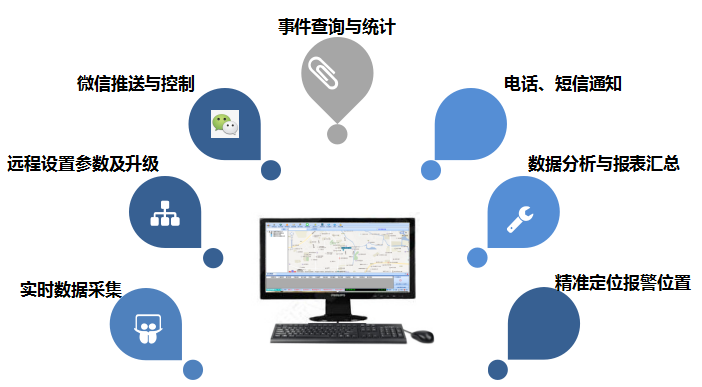 事件查询与统计
微信推送与控制
电话、短信通知
远程设置参数及升级
数据分析与报表汇总
实时数据采集
精准定位报警位置